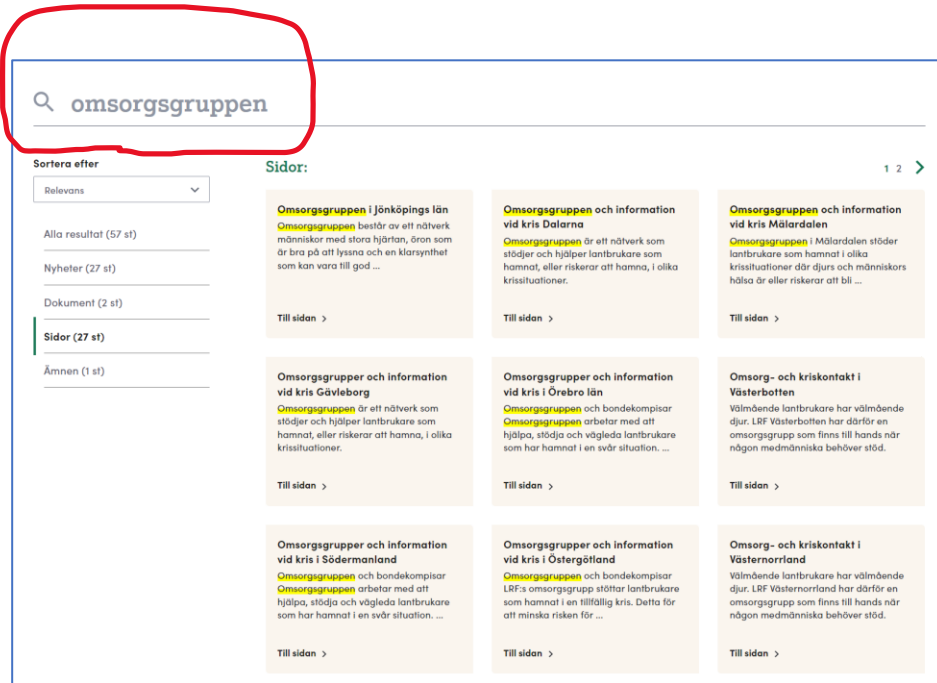 omsorgsgruppen
Sortera efter
Relevans
Alla resultat (57 st)
Nyheter (27 st)
Dokument (2 st)
Sidor (27 st)
Ämnen (1 st)
Sidor:
1 2
Omsorgsgruppen i Jönköpings län
Omsorgsgruppen består av ett nätverk
människor med stora hjärtan, öron som
är bra på att lyssna och en klarsynthet
som kan vara till god ...
Till sidan
Omsorgsgruppen och information
vid kris Dalarna
Omsorgsgruppen är ett nätverk som
stödjer och hjälper lantbrukare som
hamnat, eller riskerar att hamna, i olika
krissituationer.
Till sidan
Omsorgsgruppen och information
vid kris Mälardalen
Omsorgsgruppen i Mälardalen stöder
lantbrukare som hamnat i olika
krissituationer där djurs och människors
hälsa är eller riskerar att bli ...
Till sidan
Omsorgsgrupper och information
vid kris Gävleborg
Omsorgsgruppen är ett nätverk som
stödjer och hjälper lantbrukare som
hamnat, eller riskerar att hamna, i olika
krissituationer.
Till sidan
Omsorgsgrupper och information
vid kris i Örebro län
Omsorgsgruppen och bondekompisar
Omsorgsgruppen arbetar med att
hjälpa, stödja och vägleda lantbrukare
som har hamnat i en svår situation. ...
Till sidan
Omsorg- och kriskontakt i
Västerbotten
Välmående lantbrukare har välmående
djur. LRF Västerbotten har därför en
omsorgsgrupp som finns till hands när
någon medmänniska behöver stöd.
Till sidan
Omsorgsgrupper och information
vid kris i Södermanland
Omsorgsgruppen och bondekompisar
Omsorgsgruppen arbetar med att
hjälpa, stödja och vägleda lantbrukare
som har hamnat i en svår situation. ...
Till sidan
Omsorgsgrupper och information
vid kris i Östergötland
Omsorgsgruppen och bondekompisar
LRF:s omsorgsgrupp stöttar lantbrukare
som hamnat i en tillfällig kris. Detta för
att minska risken för ...
Till sidan
Omsorg- och kriskontakt i
Västernorrland
Välmående lantbrukare har välmående
djur. LRF Västernorrland har därför en
omsorgsgrupp som finns till hands när
någon medmänniska behöver stöd.
Till sidan